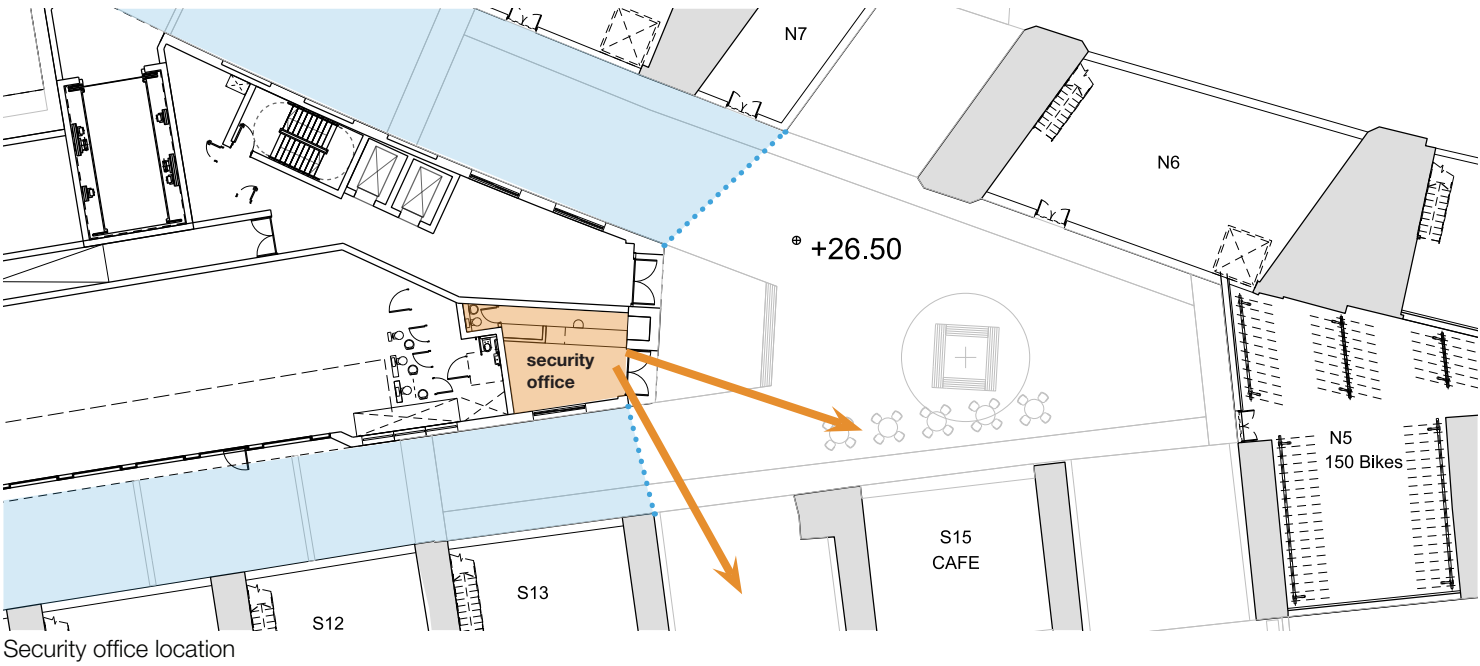 N7
N6
⊕ +26.50
security
office
N5
150 Bikes
S15
CAFE
S13
S12
Security office location